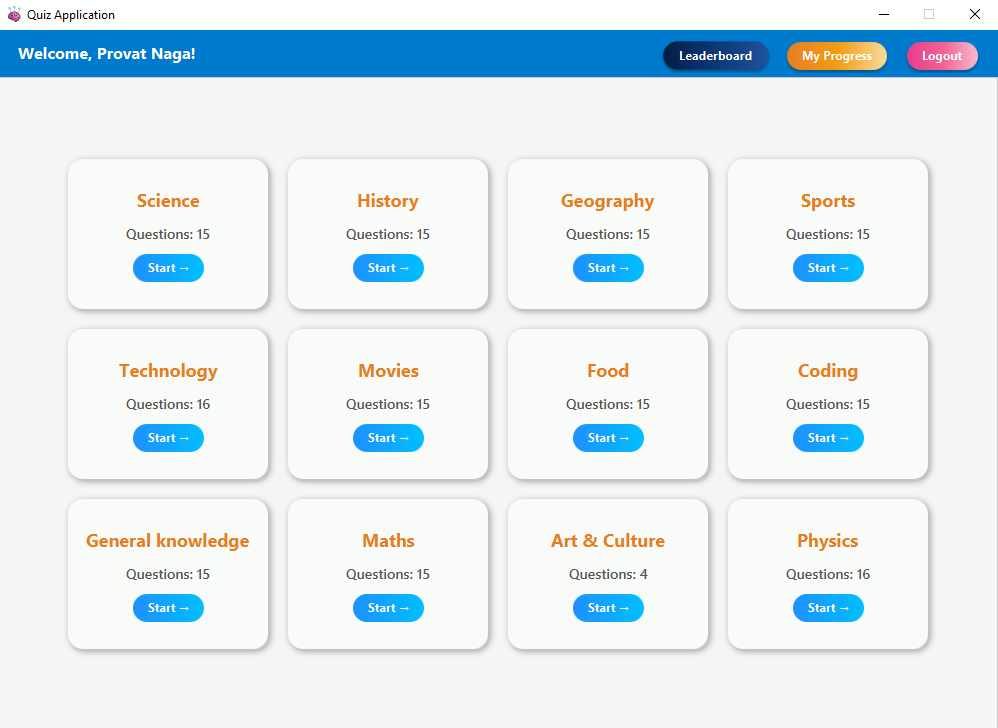 Quiz Application
Welcome, Provat Naga!
Leaderboard
My Progress
Logout
Science
Questions: 15
Start →
History
Questions: 15
Start →
Geography
Questions: 15
Start →
Sports
Questions: 15
Start →
Technology
Questions: 16
Start →
Movies
Questions: 15
Start →
Food
Questions: 15
Start →
Coding
Questions: 15
Start →
General knowledge
Questions: 15
Start →
Maths
Questions: 15
Start →
Art & Culture
Questions: 4
Start →
Physics
Questions: 16
Start →